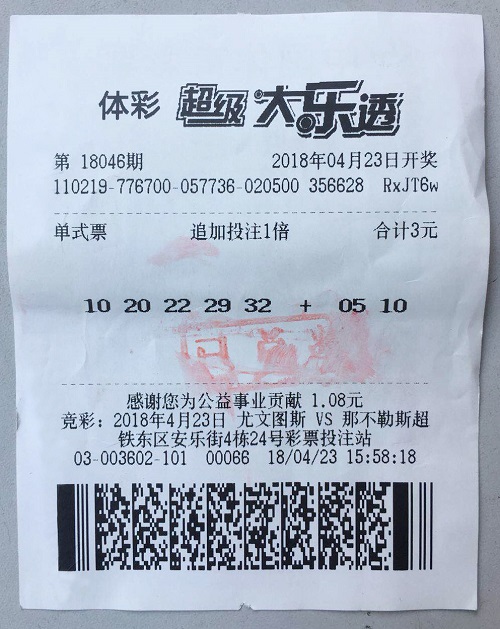 体彩 超级大乐透
第 18046期 2018年04月23日开奖
110219-776700-057736-020500 356628 RxJT6w
单式票 追加投注1倍 合计3元
10 20 22 29 32 + 05 10
感谢您为公益事业贡献 1.08元
竞彩: 2018年4月23日 尤文图斯 VS 那不勒斯超
铁东区安乐街4栋24号彩票投注站
03-003602-101 00066 18/04/23 15:58:18